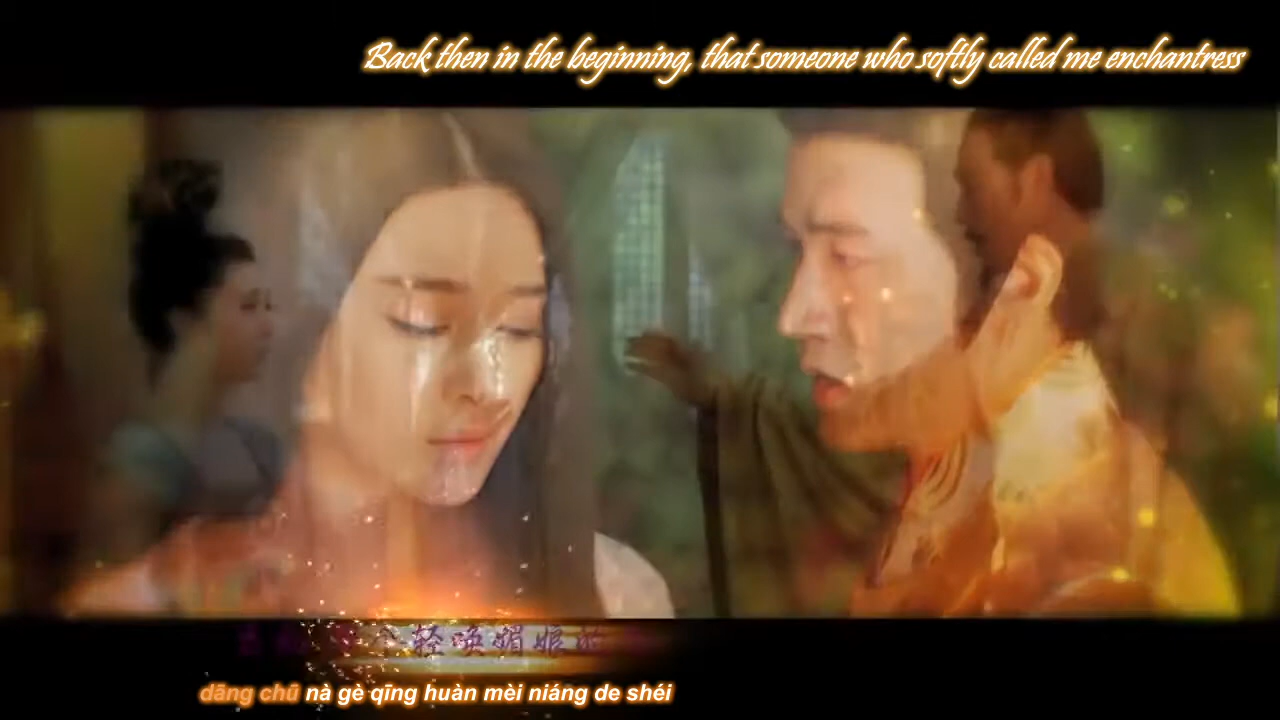 Back then in the beginning, that someone who softly called me enchantress
个轻唤媚娘的
dāng chū nà gè qīng huàn mèi niáng de shéi